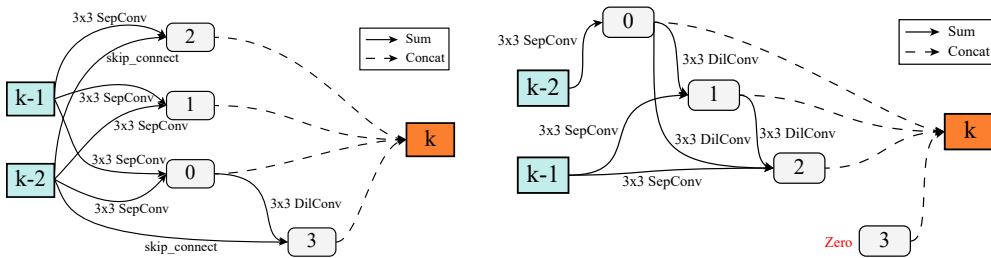 3x3 SepConv
2
skip_connect
Sum
Concat
k-1
3x3 SepConv
1
3x3 SepConv
k
k-2
3x3 SepConv
0
3x3 SepConv
3x3 DilConv
skip_connect
3
0
3x3 SepConv
3x3 DilConv
Sum
Concat
k-2
1
3x3 SepConv
3x3 DilConv
3x3 DilConv
k
k-1
2
3x3 SepConv
Zero
3